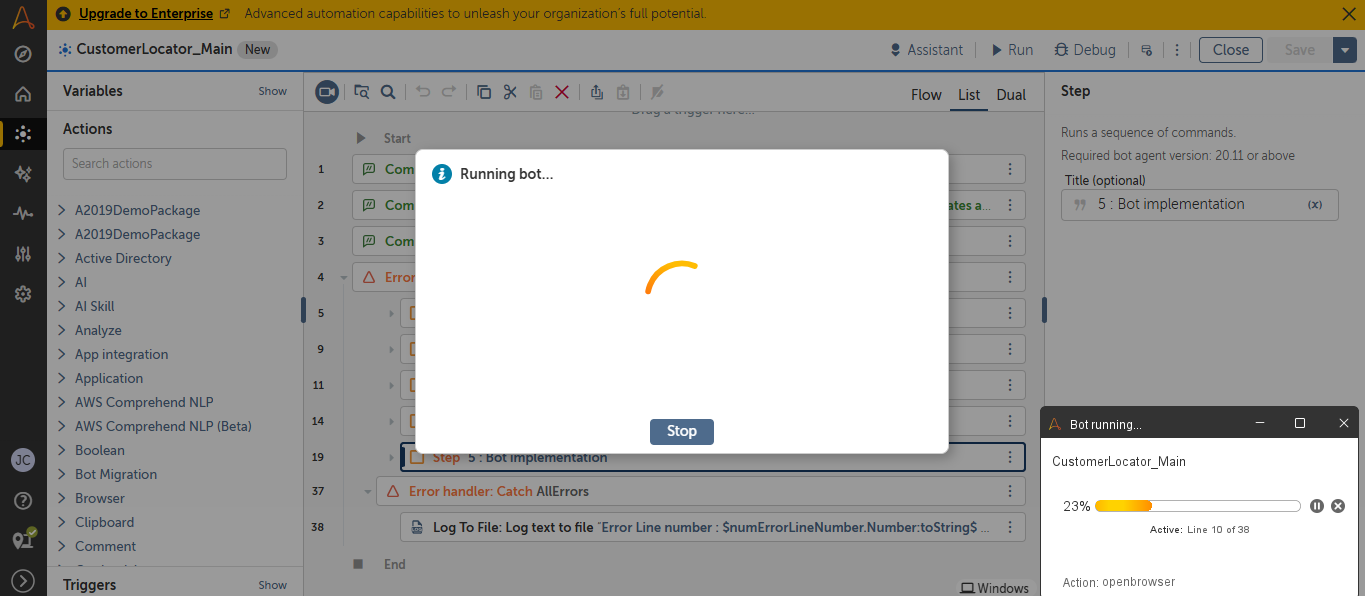 Upgrade to Enterprise Advanced automation capabilities to unleash your organization's full potential.
CustomerLocator_Main New Assistant Run Debug Close Save
Variables Show
Flow List Dual
Step
Actions
Search actions
A2019DemoPackage
A2019DemoPackage
Active Directory
AI
AI Skill
Analyze
App integration
Application
AWS Comprehend NLP
AWS Comprehend NLP (Beta)
Boolean
Bot Migration
Browser
Clipboard
Comment
Triggers Show
JC
Drag a trigger here...
Start
1 Com
2 Com ates a...
3 Com
4 Error
5
9
11
14
19 Step 5 : Bot implementation
37 Error handler: Catch AllErrors
38 Log To File: Log text to file "Error Line number : $numErrorLineNumber.Number:toString$ ...
End
Windows
Running bot...
Stop
Runs a sequence of commands.
Required bot agent version: 20.11 or above
Title (optional)
5 : Bot implementation (x)
Bot running...
CustomerLocator_Main
23%
Active: Line 10 of 38
Action: openbrowser